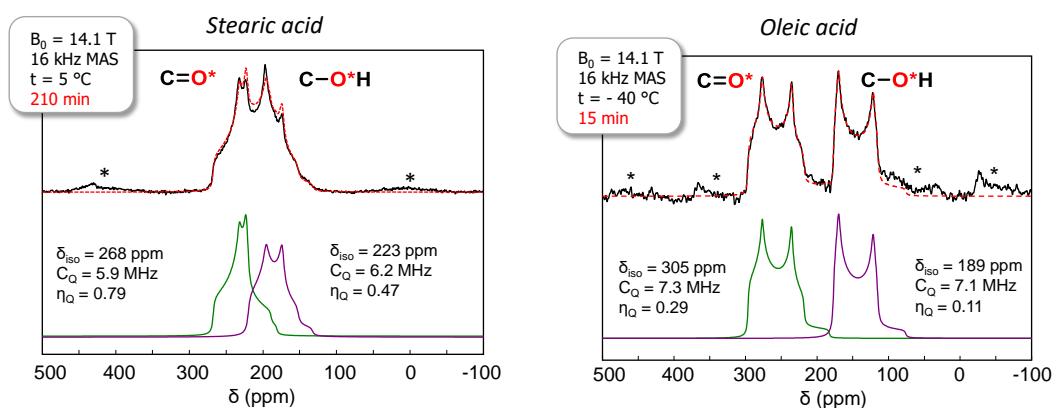 Stearic acid
B₀ = 14.1 T
16 kHz MAS
t = 5 °C
210 min
C=O*
C–O*H
*
*
δiso = 268 ppm
CQ = 5.9 MHz
ηQ = 0.79
δiso = 223 ppm
CQ = 6.2 MHz
ηQ = 0.47
500 400 300 200 100 0 -100
δ (ppm)
Oleic acid
B₀ = 14.1 T
16 kHz MAS
t = - 40 °C
15 min
C=O*
C–O*H
*
*
*
*
δiso = 305 ppm
CQ = 7.3 MHz
ηQ = 0.29
δiso = 189 ppm
CQ = 7.1 MHz
ηQ = 0.11
500 400 300 200 100 0 -100
δ (ppm)